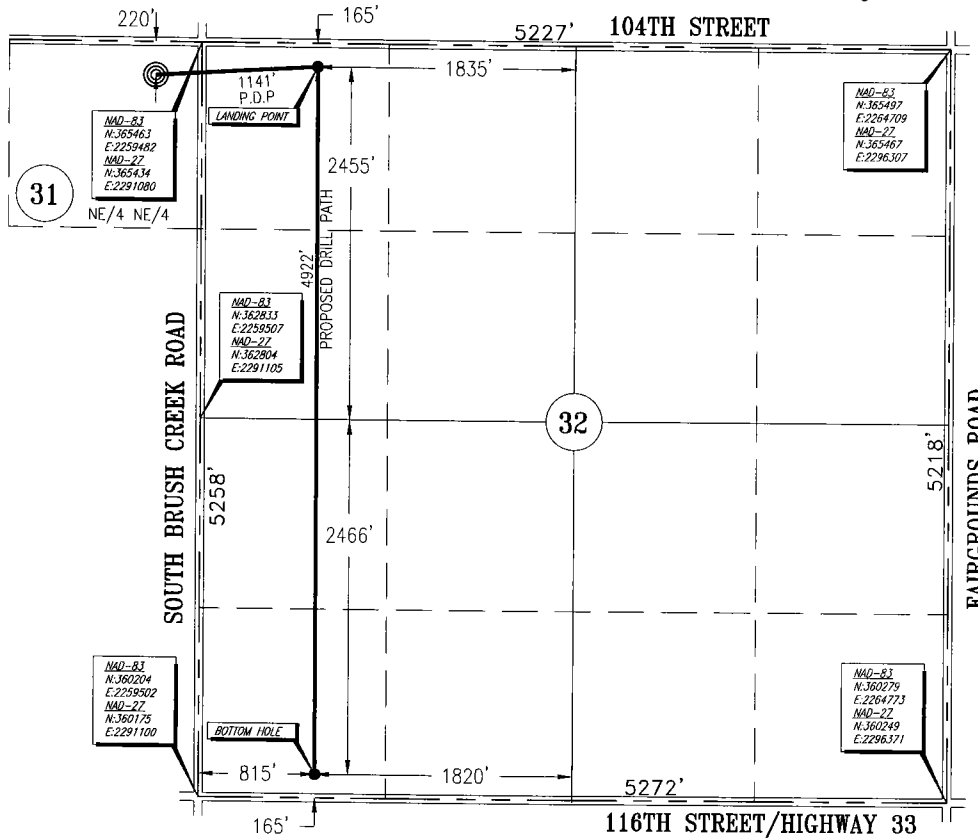 220'
165'
5227'
104TH STREET
1835'
1141'
P.D.P
LANDING POINT
NAD-83
N:365463
E:2259482
NAD-27
N:365434
E:2291080
NAD-83
N:365497
E:2264709
NAD-27
N:365467
E:2296307
2455'
31
NE/4 NE/4
PROPOSED DRILL PATH
4922'
NAD-83
N:362833
E:2259507
NAD-27
N:362804
E:2291105
SOUTH BRUSH CREEK ROAD
32
FAIRGROUNDS ROAD
5258'
5218'
2466'
NAD-83
N:360204
E:2259502
NAD-27
N:360175
E:2291100
NAD-83
N:360279
E:2264773
NAD-27
N:360249
E:2296371
BOTTOM HOLE
815'
1820'
5272'
165'
116TH STREET/HIGHWAY 33